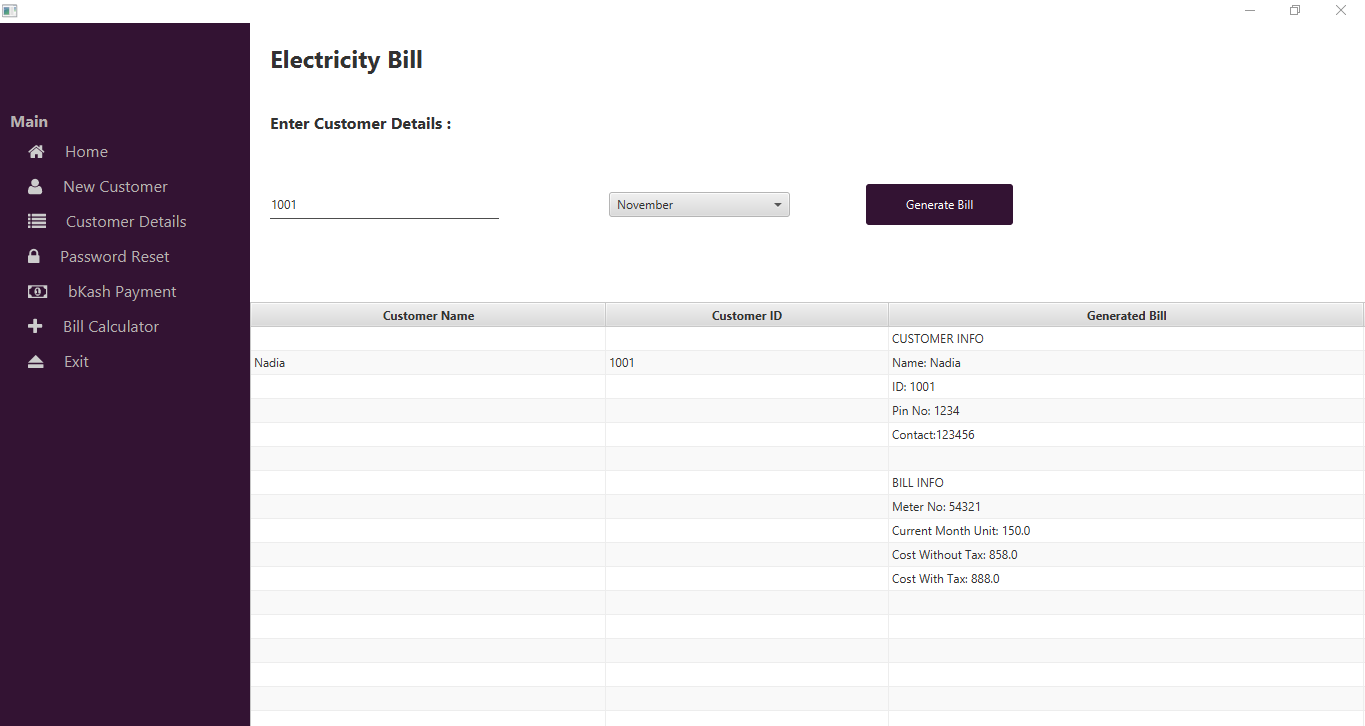 Electricity Bill
Main
Home
New Customer
Customer Details
Password Reset
bKash Payment
Bill Calculator
Exit
Enter Customer Details :
1001
November
Generate Bill
Customer Name Customer ID Generated Bill
CUSTOMER INFO
Nadia 1001 Name: Nadia
ID: 1001
Pin No: 1234
Contact:123456
BILL INFO
Meter No: 54321
Current Month Unit: 150.0
Cost Without Tax: 858.0
Cost With Tax: 888.0